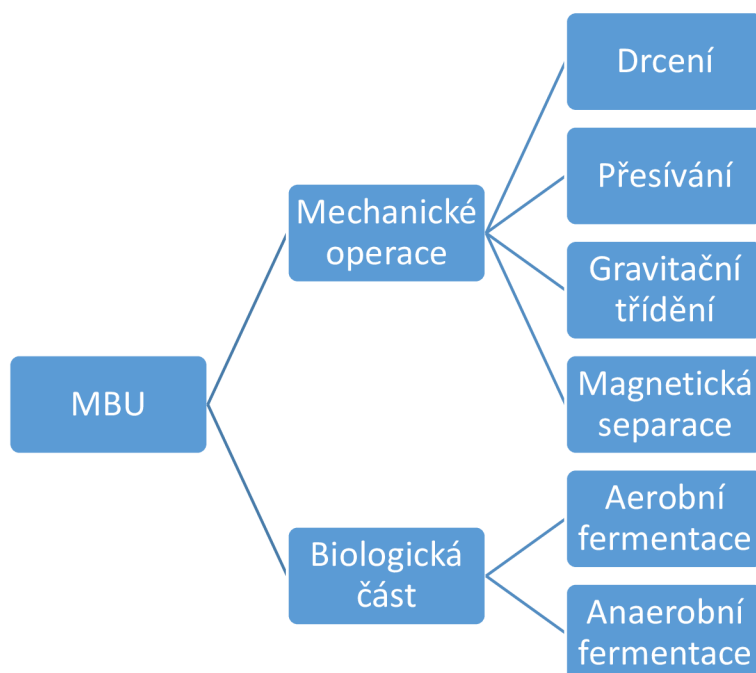 MBU
Mechanické
operace
Drcení
Přesívání
Gravitační
třídění
Magnetická
separace
Biologická
část
Aerobní
fermentace
Anaerobní
fermentace